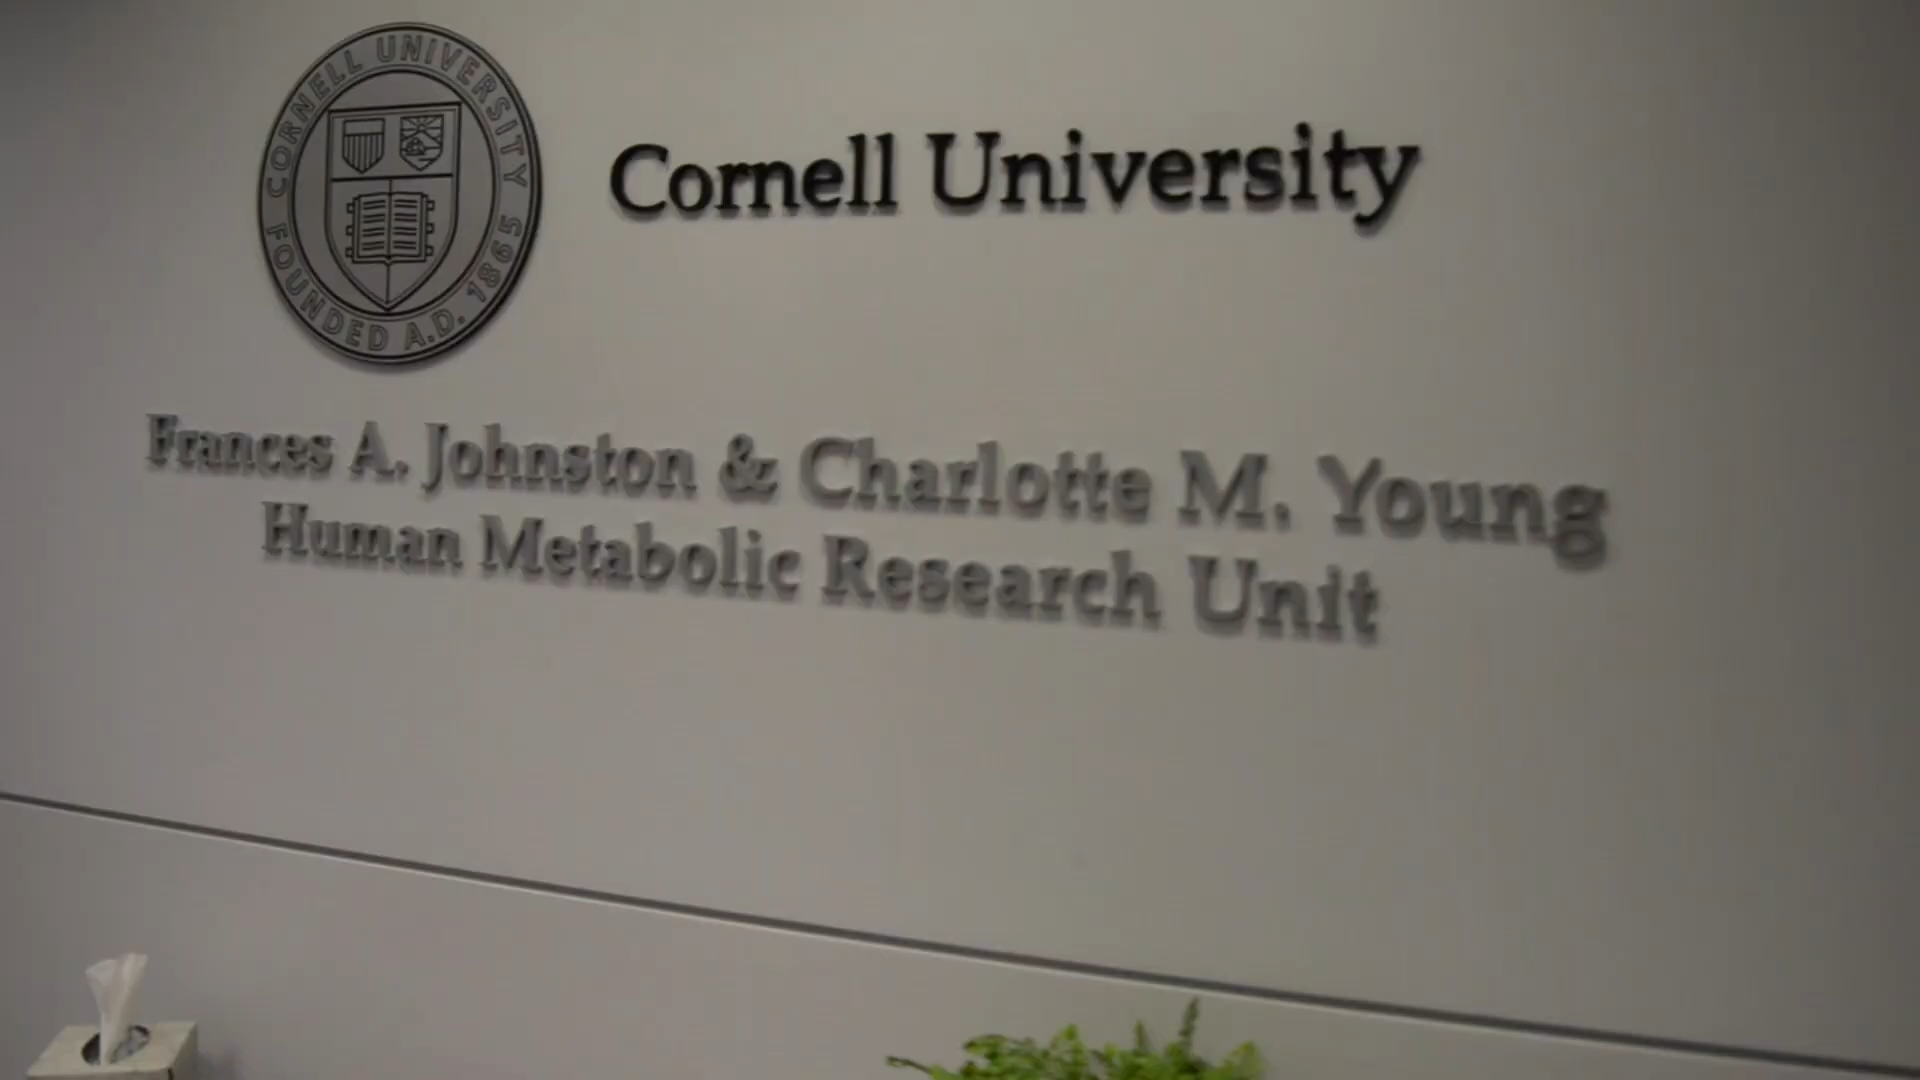 CORNELL UNIVERSITY
FOUNDED A.D. 1865
Cornell University
Frances A. Johnston & Charlotte M. Young
Human Metabolic Research Unit